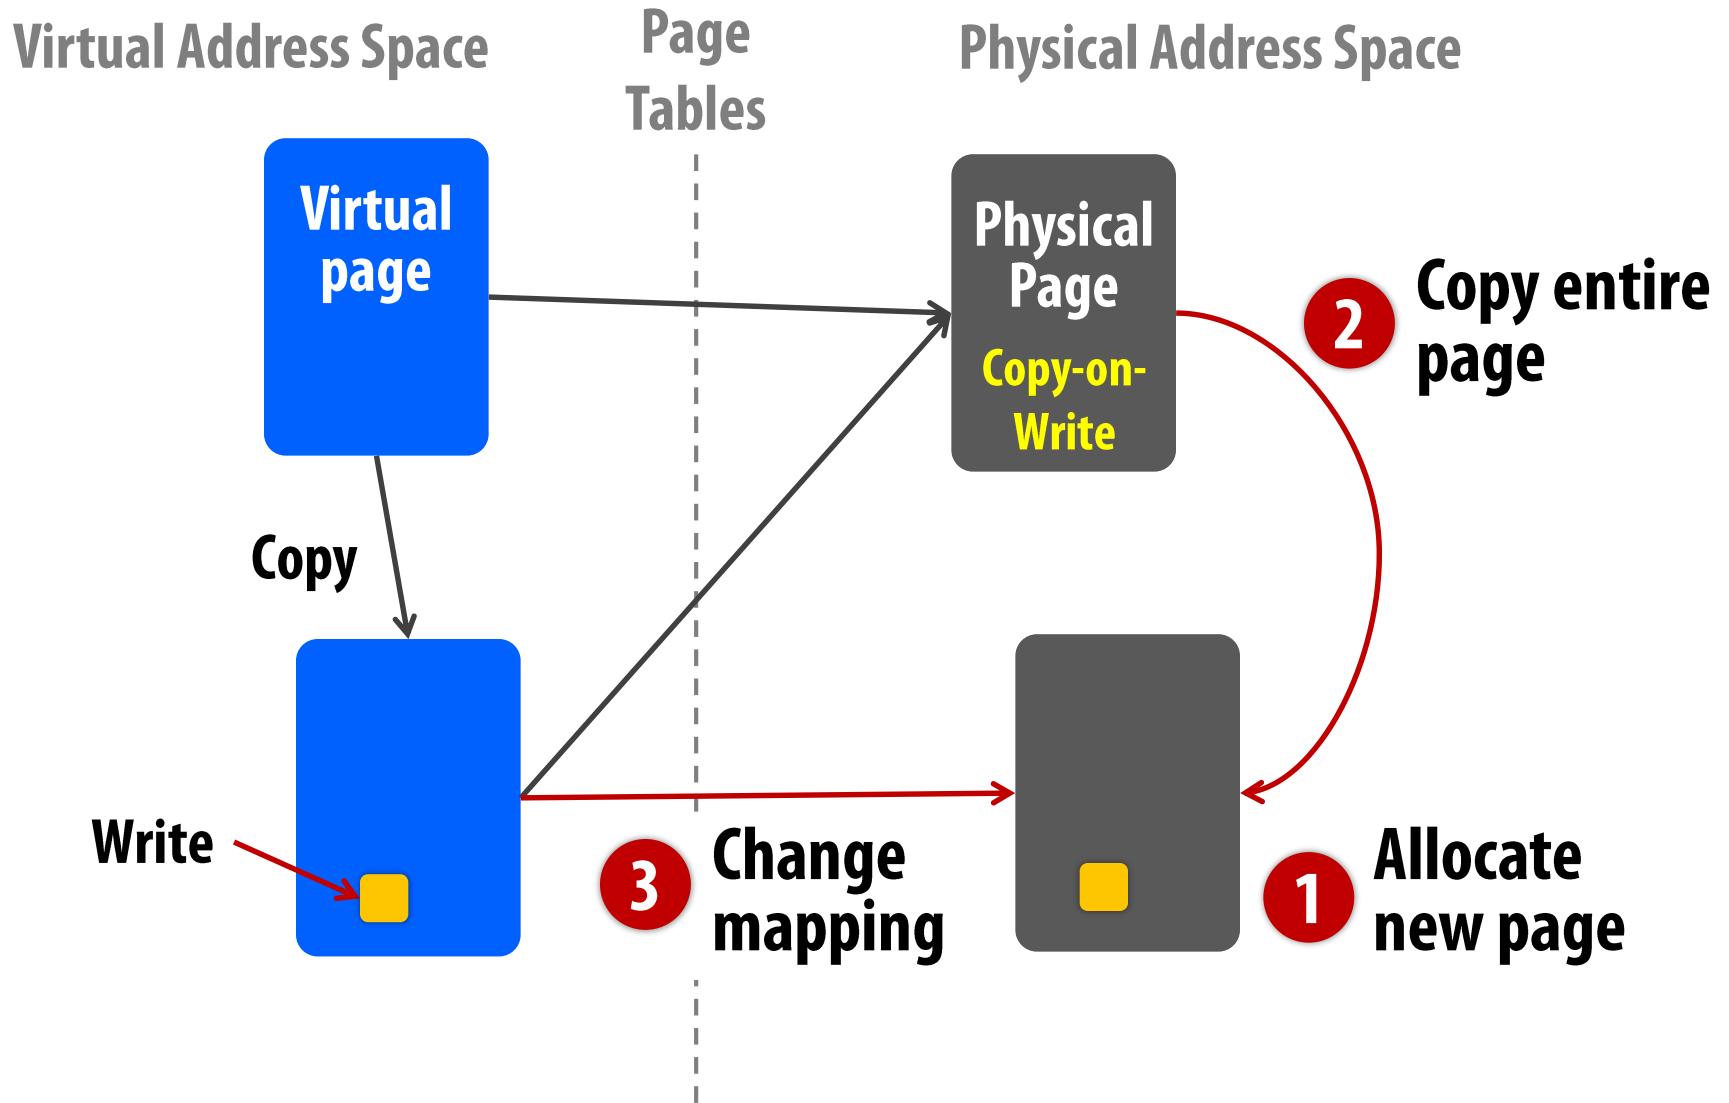 Virtual Address Space
Page
Tables
Physical Address Space
Virtual
page
Physical
Page
Copy-on-
Write
2
Copy entire
page
Copy
Write
3
Change
mapping
1
Allocate
new page